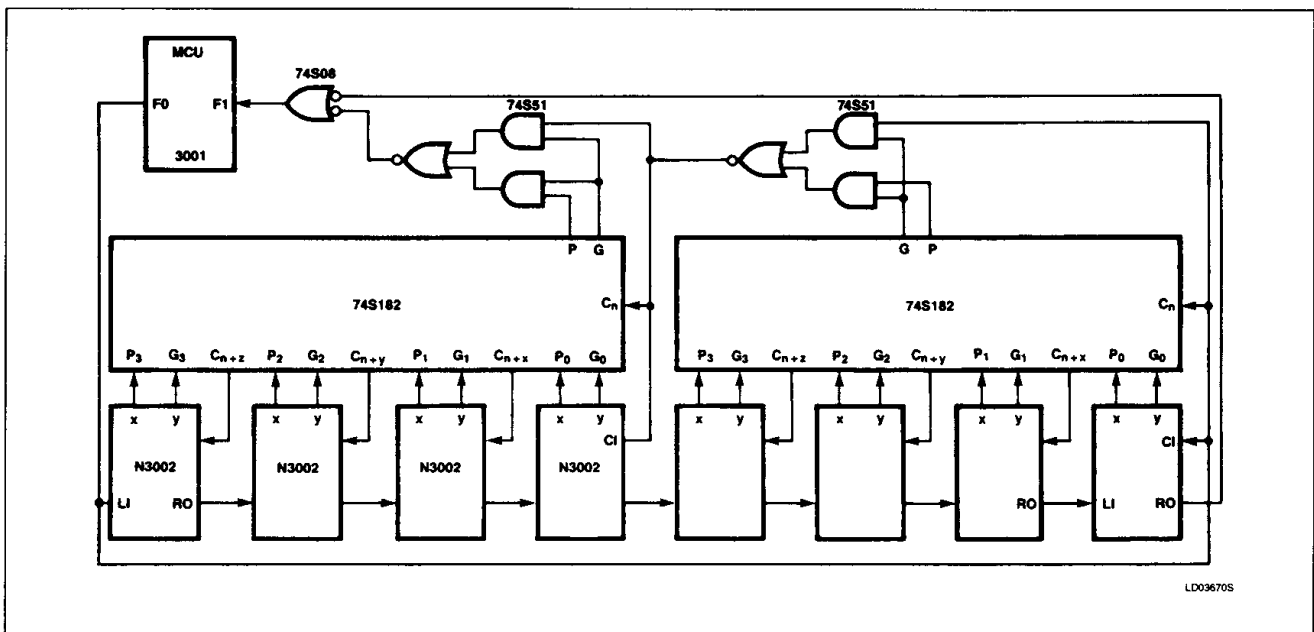 MCU
F0 F1
3001
74S08
74S51
74S51
P G
G P
74S182
Cn
74S182
Cn
P3 G3 Cn+z P2 G2 Cn+y P1 G1 Cn+x P0 G0
P3 G3 Cn+z P2 G2 Cn+y P1 G1 Cn+x P0 G0
x y
N3002
LI RO
x y
N3002
x y
N3002
x y
CI
N3002
x y
x y
x y
RO
x y
CI
LI RO
LD03670S